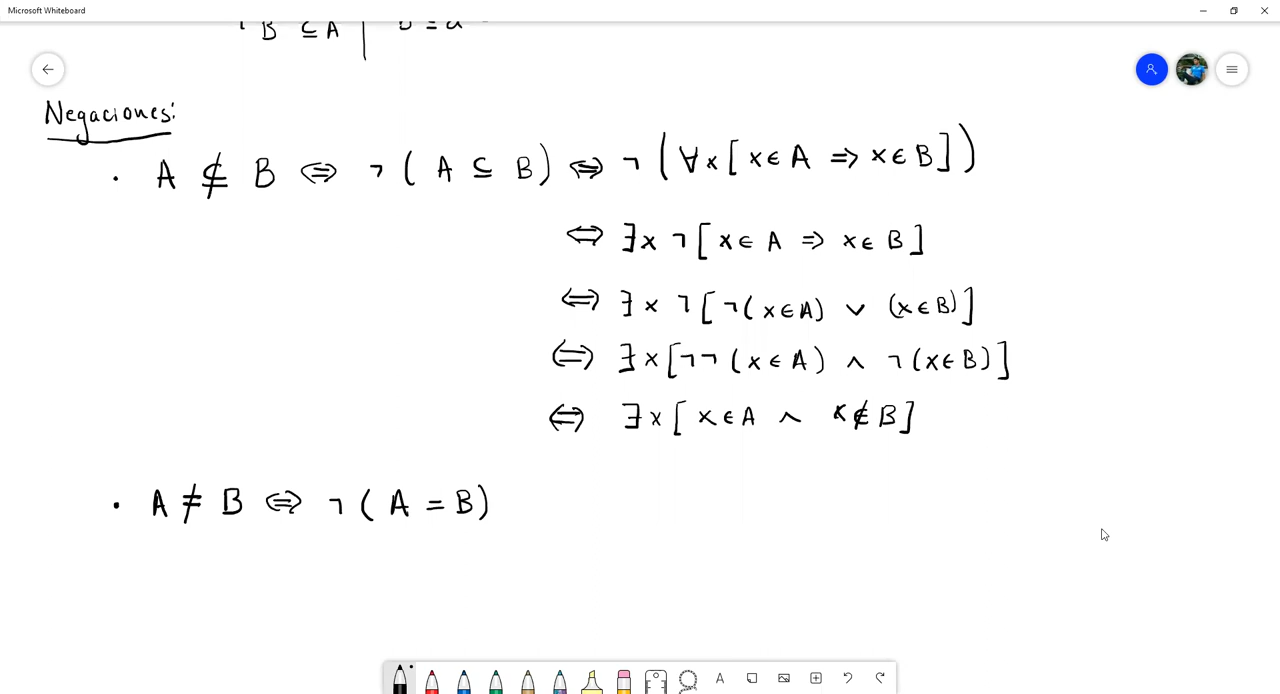 Microsoft Whiteboard
B ⊆ A
Negaciones:
· A ⊈ B ⇔ ¬ ( A ⊆ B ) ⇔ ¬ ( ∀x [ x ∈ A ⇒ x ∈ B ] )
⇔ ∃x ¬ [ x ∈ A ⇒ x ∈ B ]
⇔ ∃x ¬ [ ¬ ( x ∈ A ) ∨ ( x ∈ B ) ]
⇔ ∃x [ ¬¬ ( x ∈ A ) ∧ ¬ ( x ∈ B ) ]
⇔ ∃x [ x ∈ A ∧ x ∉ B ]
· A ≠ B ⇔ ¬ ( A = B )